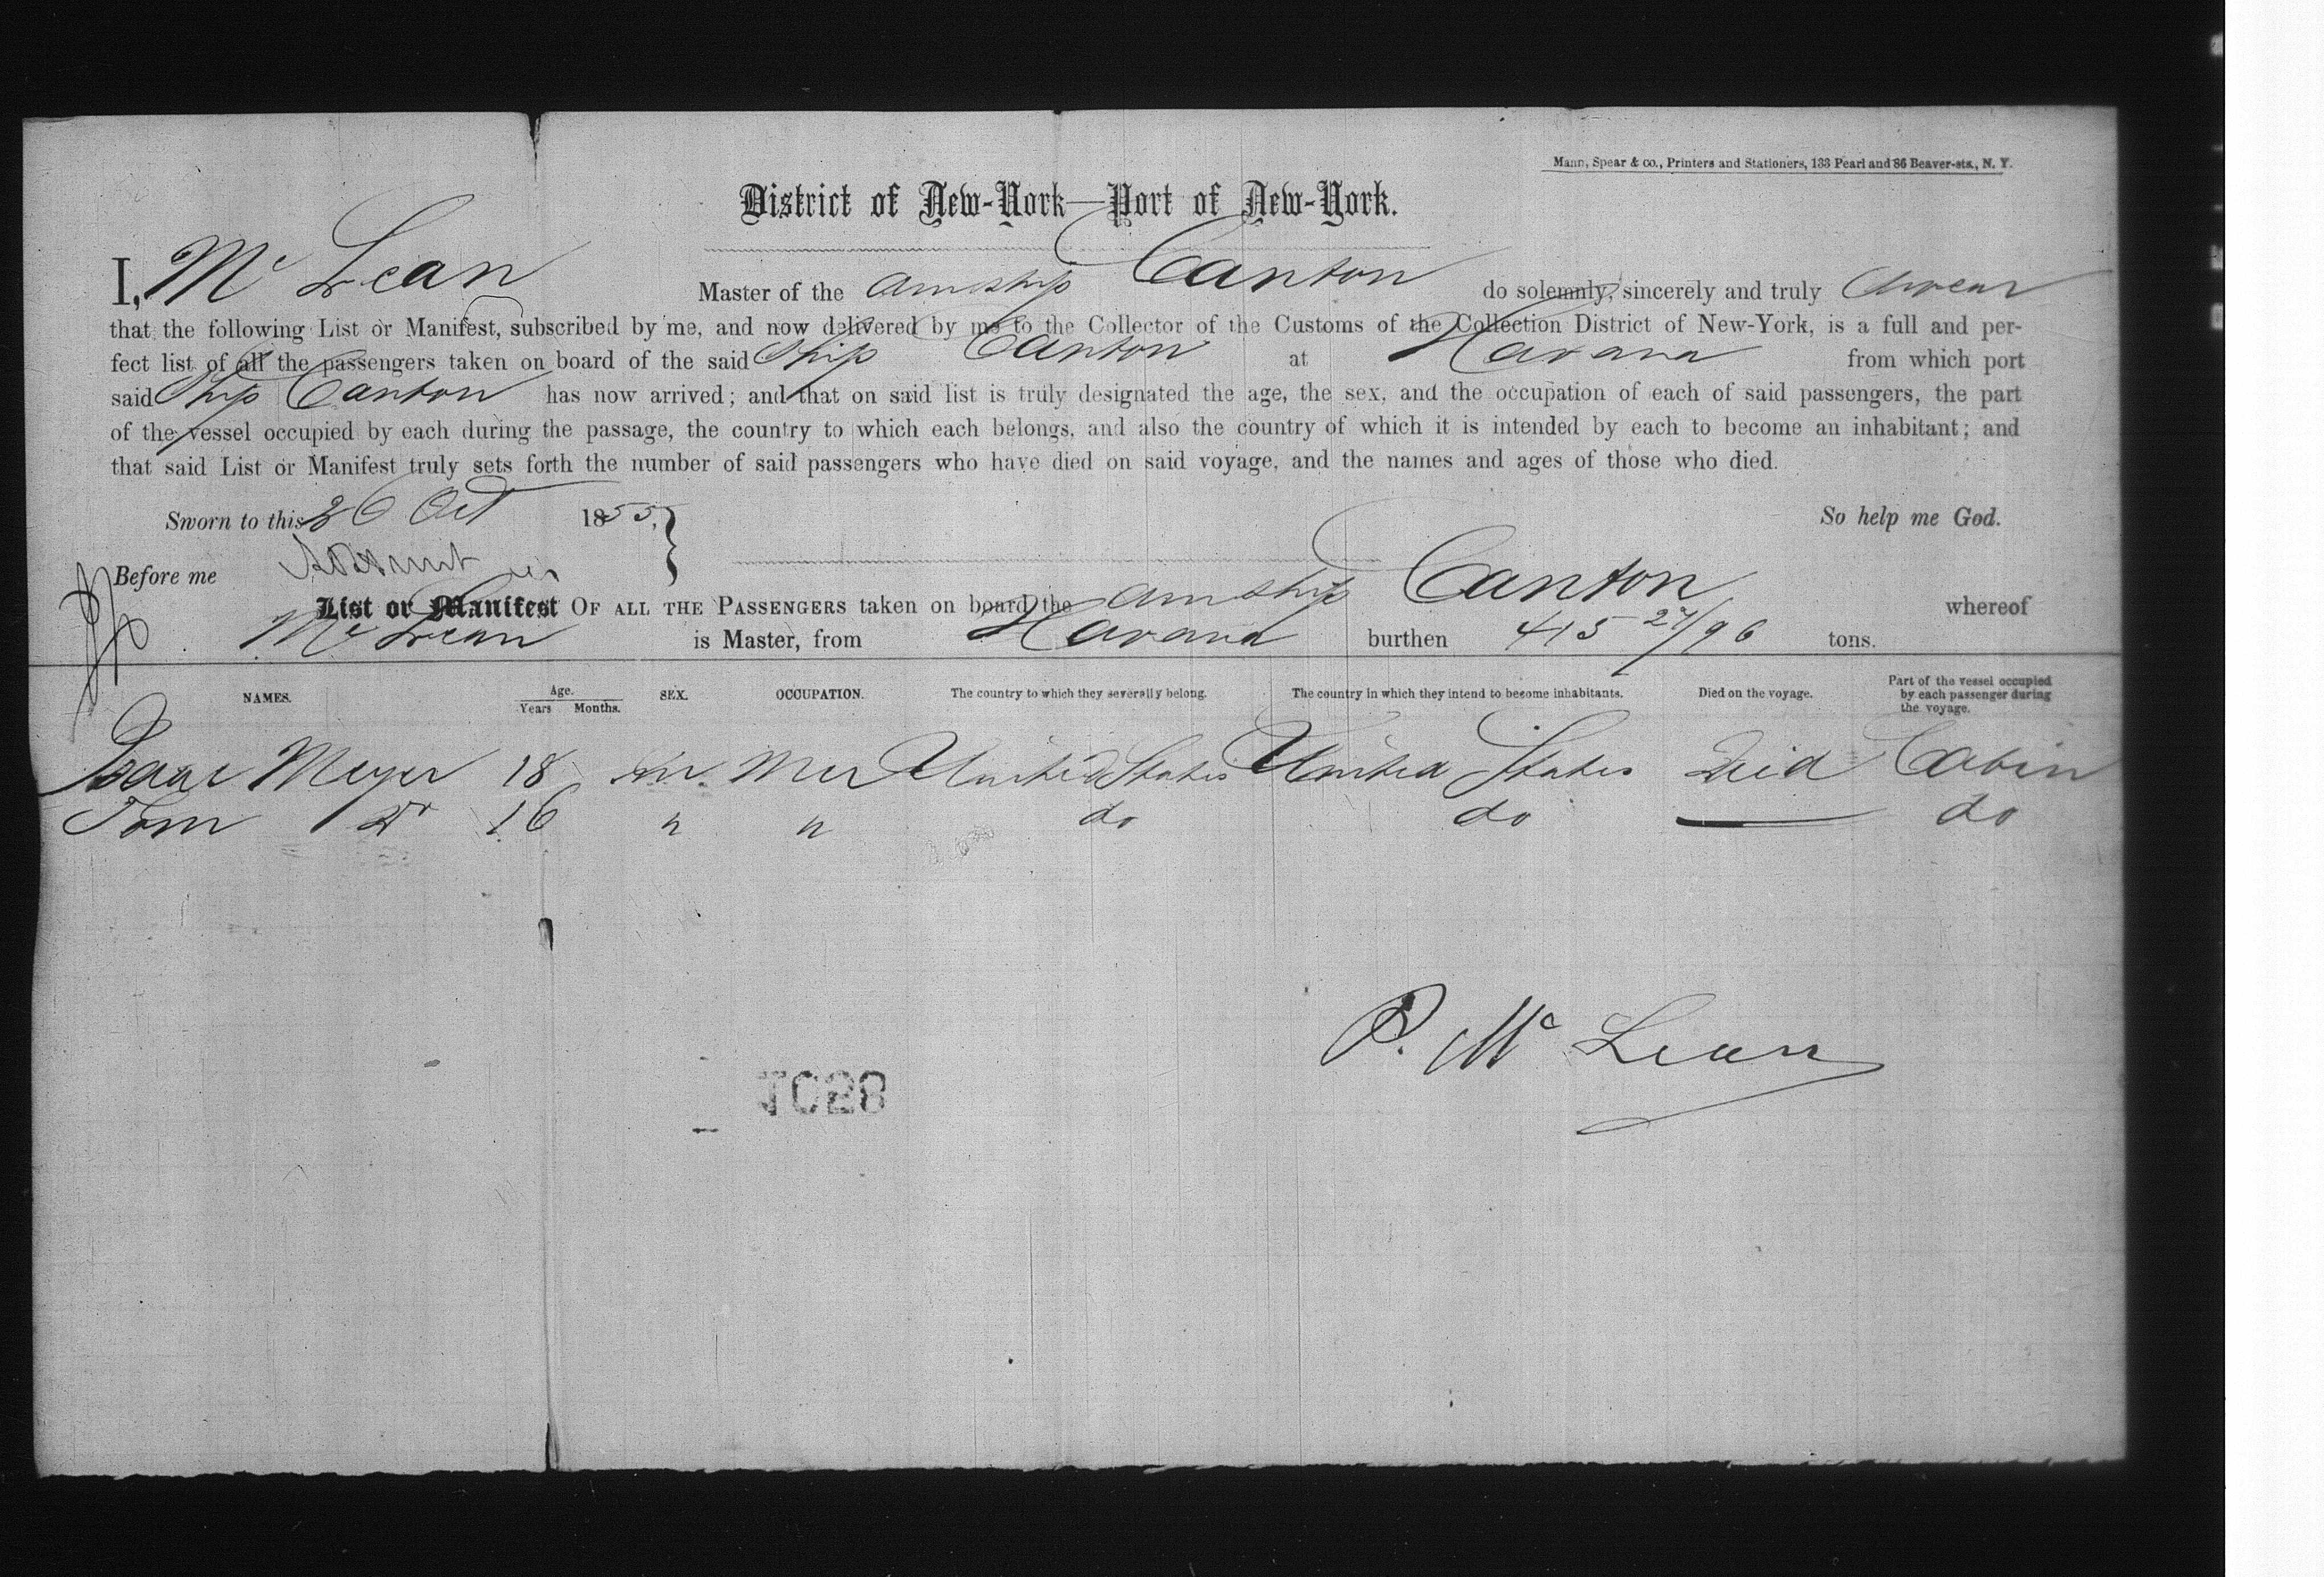 Mann, Spear & co., Printers and Stationers, 133 Pearl and 86 Beaver-sts., N. Y.
District of New-York—Port of New-York.
I, Mc Lean Master of the Am ship Canton do solemnly, sincerely and truly swear
that the following List or Manifest, subscribed by me, and now delivered by me to the Collector of the Customs of the Collection District of New-York, is a full and per-
fect list of all the passengers taken on board of the said Ship Canton at Havana from which port
said Ship Canton has now arrived; and that on said list is truly designated the age, the sex, and the occupation of each of said passengers, the part
of the vessel occupied by each during the passage, the country to which each belongs, and also the country of which it is intended by each to become an inhabitant; and
that said List or Manifest truly sets forth the number of said passengers who have died on said voyage, and the names and ages of those who died.
Sworn to this 26 Oct 1855, So help me God.
Before me
List or Manifest OF ALL THE PASSENGERS taken on board the Am ship Canton whereof
Mc Lean is Master, from Havana burthen 415 27/96 tons.
NAMES. Age. Years Months. SEX. OCCUPATION. The country to which they severally belong. The country in which they intend to become inhabitants. Died on the voyage. Part of the vessel occupied by each passenger during the voyage.
Isaac Meyer 18 m Mer United States United States Died Cabin
Tom Do 16 " " do do — do
P. Mc Lean
1028